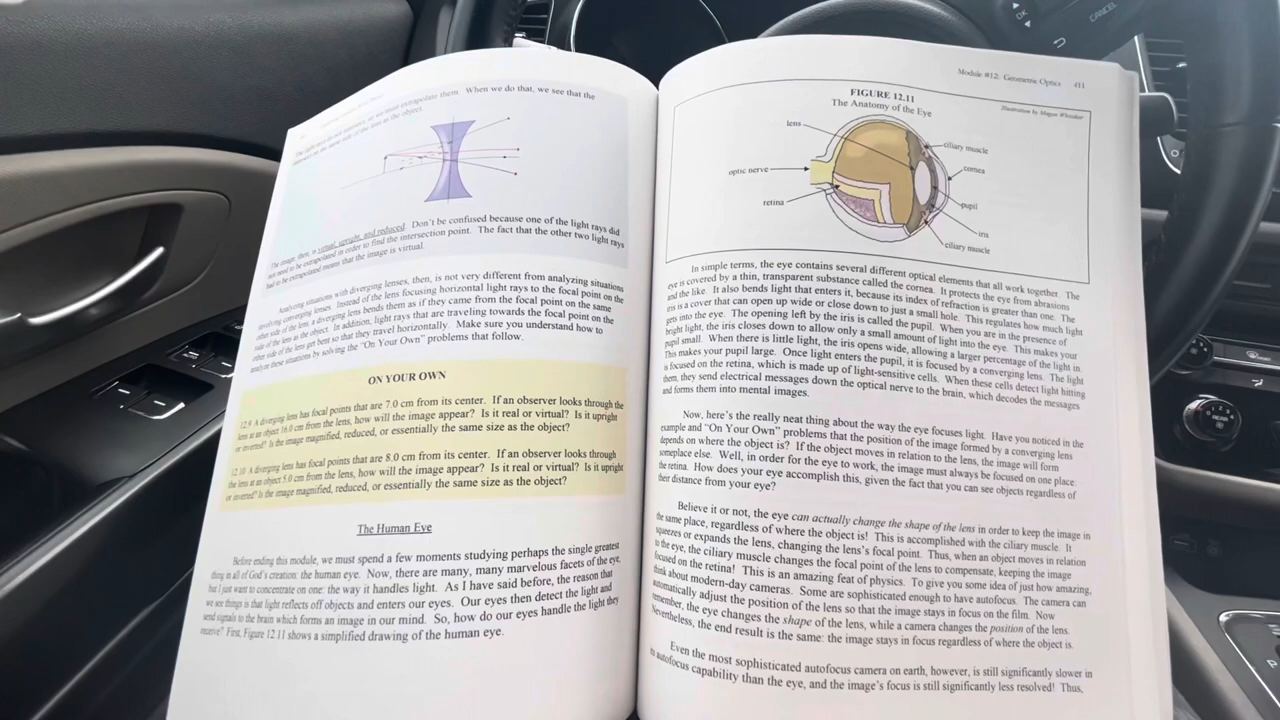 the light rays do not intersect, so we must extrapolate them. When we do that, we see that the
intersect on the same side of the lens as the object.
The image, then, is virtual, upright, and reduced. Don't be confused because one of the light rays did
not need to be extrapolated in order to find the intersection point. The fact that the other two light rays
had to be extrapolated means that the image is virtual.
Analyzing situations with diverging lenses, then, is not very different from analyzing situations
involving converging lenses. Instead of the lens focusing horizontal light rays to the focal point on the
other side of the lens, a diverging lens bends them as if they came from the focal point on the same
side of the lens as the object. In addition, light rays that are traveling towards the focal point on the
other side of the lens get bent so that they travel horizontally. Make sure you understand how to
analyze these situations by solving the "On Your Own" problems that follow.
ON YOUR OWN
12.9 A diverging lens has focal points that are 7.0 cm from its center. If an observer looks through the
lens at an object 16.0 cm from the lens, how will the image appear? Is it real or virtual? Is it upright
or inverted? Is the image magnified, reduced, or essentially the same size as the object?
12.10 A diverging lens has focal points that are 8.0 cm from its center. If an observer looks through
the lens at an object 5.0 cm from the lens, how will the image appear? Is it real or virtual? Is it upright
or inverted? Is the image magnified, reduced, or essentially the same size as the object?
The Human Eye
Before ending this module, we must spend a few moments studying perhaps the single greatest
thing in all of God's creation: the human eye. Now, there are many, many marvelous facets of the eye,
but I just want to concentrate on one: the way it handles light. As I have said before, the reason that
we see things is that light reflects off objects and enters our eyes. Our eyes then detect the light and
send signals to the brain which forms an image in our mind. So, how do our eyes handle the light they
receive? First, Figure 12.11 shows a simplified drawing of the human eye.
Module #12: Geometric Optics 411
FIGURE 12.11
The Anatomy of the Eye
Illustration by Megan Whitaker
lens
ciliary muscle
optic nerve
cornea
retina
pupil
iris
ciliary muscle
In simple terms, the eye contains several different optical elements that all work together. The
eye is covered by a thin, transparent substance called the cornea. It protects the eye from abrasions
and the like. It also bends light that enters it, because its index of refraction is greater than one. The
iris is a cover that can open up wide or close down to just a small hole. This regulates how much light
gets into the eye. The opening left by the iris is called the pupil. When you are in the presence of
bright light, the iris closes down to allow only a small amount of light into the eye. This makes your
pupil small. When there is little light, the iris opens wide, allowing a larger percentage of the light in.
This makes your pupil large. Once light enters the pupil, it is focused by a converging lens. The light
is focused on the retina, which is made up of light-sensitive cells. When these cells detect light hitting
them, they send electrical messages down the optical nerve to the brain, which decodes the messages
and forms them into mental images.
Now, here's the really neat thing about the way the eye focuses light. Have you noticed in the
example and "On Your Own" problems that the position of the image formed by a converging lens
depends on where the object is? If the object moves in relation to the lens, the image will form
someplace else. Well, in order for the eye to work, the image must always be focused on one place:
the retina. How does your eye accomplish this, given the fact that you can see objects regardless of
their distance from your eye?
Believe it or not, the eye can actually change the shape of the lens in order to keep the image in
the same place, regardless of where the object is! This is accomplished with the ciliary muscle. It
squeezes or expands the lens, changing the lens's focal point. Thus, when an object moves in relation
to the eye, the ciliary muscle changes the focal point of the lens to compensate, keeping the image
focused on the retina! This is an amazing feat of physics. To give you some idea of just how amazing,
think about modern-day cameras. Some are sophisticated enough to have autofocus. The camera can
automatically adjust the position of the lens so that the image stays in focus on the film. Now
remember, the eye changes the shape of the lens, while a camera changes the position of the lens.
Nevertheless, the end result is the same: the image stays in focus regardless of where the object is.
Even the most sophisticated autofocus camera on earth, however, is still significantly slower in
its autofocus capability than the eye, and the image's focus is still significantly less resolved! Thus,
OK
CANCEL